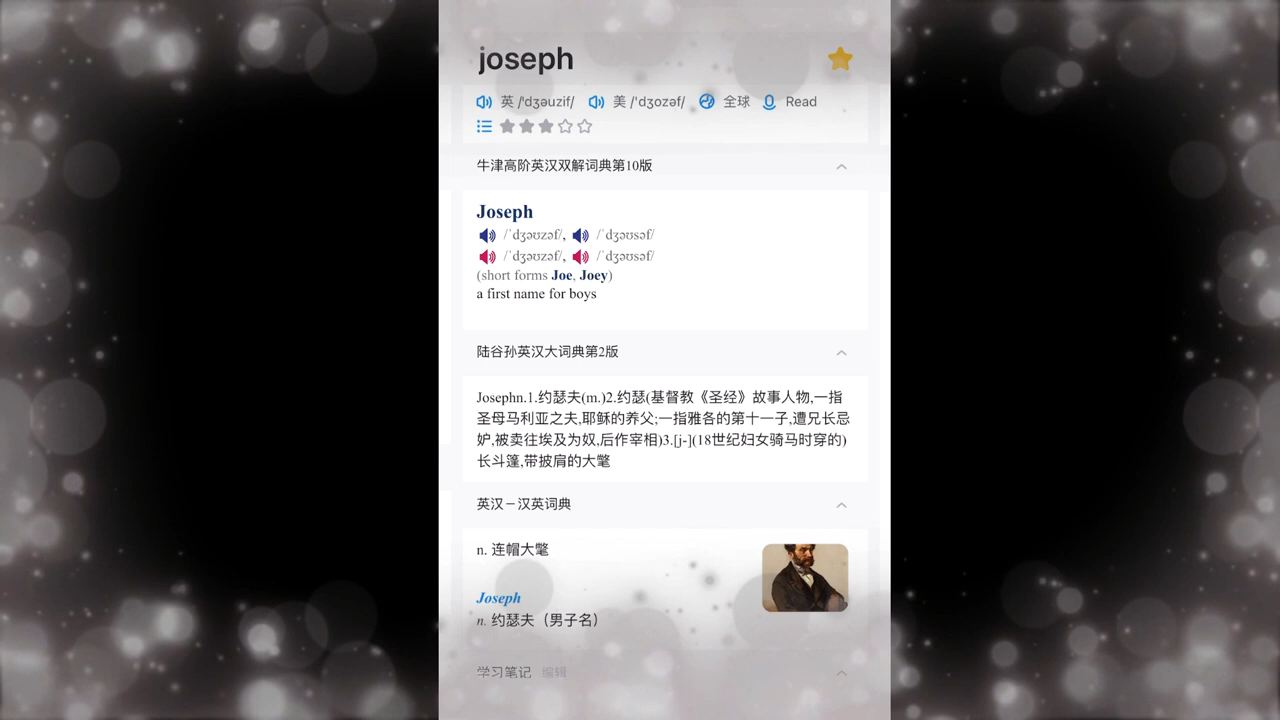 joseph
英 /'dʒəuzif/ 美 /'dʒozəf/ 全球 Read
牛津高阶英汉双解词典第10版
Joseph
/ˈdʒəʊzəf/, /ˈdʒəʊsəf/
/ˈdʒəʊzəf/, /ˈdʒəʊsəf/
(short forms Joe, Joey)
a first name for boys
陆谷孙英汉大词典第2版
Josephn.1.约瑟夫(m.)2.约瑟(基督教《圣经》故事人物,一指
圣母马利亚之夫,耶稣的养父;一指雅各的第十一子,遭兄长忌
妒,被卖往埃及为奴,后作宰相)3.[j-](18世纪妇女骑马时穿的)
长斗篷,带披肩的大氅
英汉－汉英词典
n. 连帽大氅
Joseph
n. 约瑟夫（男子名）
学习笔记 编辑